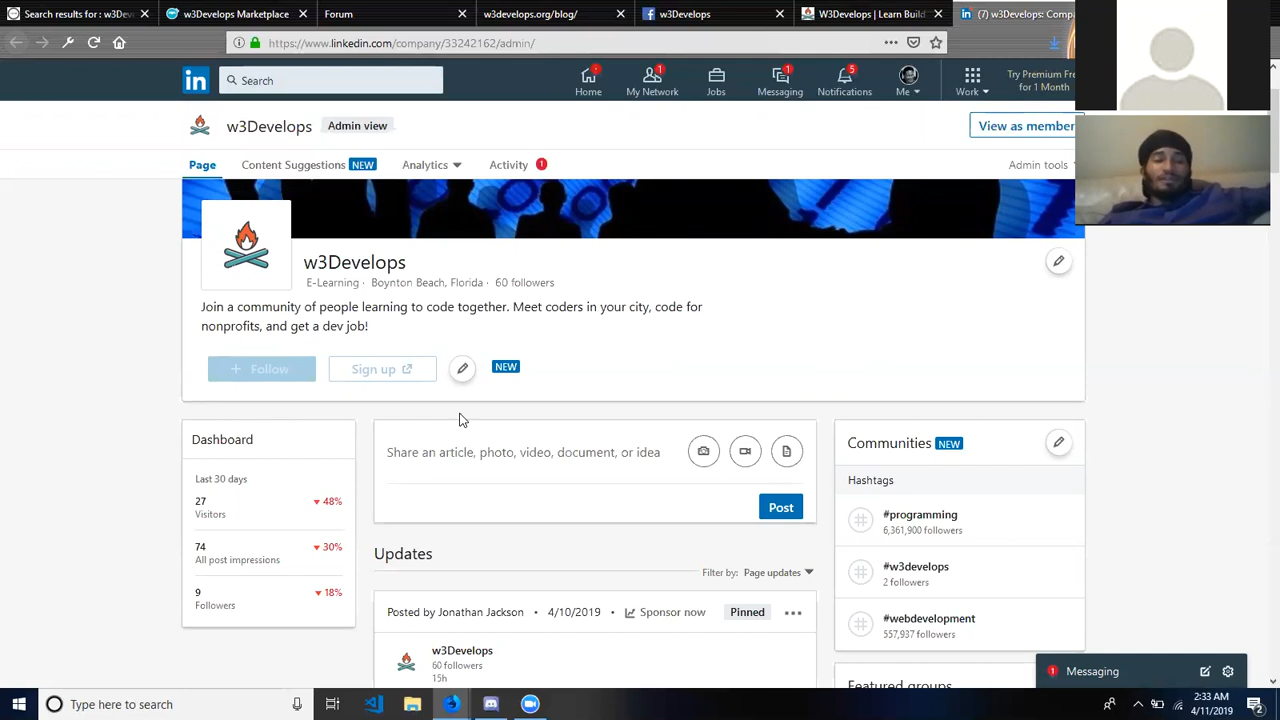 Search results for: w3dev
w3develops Marketplace
Forum
w3develops.org/blog/
w3Develops
W3Develops | Learn Build
(7) w3Develops: Comp
https://www.linkedin.com/company/33242162/admin/
in
Search
Home
1
My Network
Jobs
1
Messaging
5
Notifications
Me
Work
Try Premium Fre
for 1 Month
w3Develops
Admin view
View as member
Page
Content Suggestions NEW
Analytics
Activity 1
Admin tools
w3Develops
E-Learning · Boynton Beach, Florida · 60 followers
Join a community of people learning to code together. Meet coders in your city, code for
nonprofits, and get a dev job!
+ Follow
Sign up
NEW
Dashboard
Last 30 days
27
48%
Visitors
74
30%
All post impressions
9
18%
Followers
Share an article, photo, video, document, or idea
Post
Updates
Filter by: Page updates
Posted by Jonathan Jackson • 4/10/2019 • Sponsor now
Pinned
w3Develops
60 followers
15h
Communities NEW
Hashtags
#programming
6,361,900 followers
#w3develops
2 followers
#webdevelopment
557,937 followers
Featured groups
1 Messaging
Type here to search
2:33 AM
4/11/2019
2